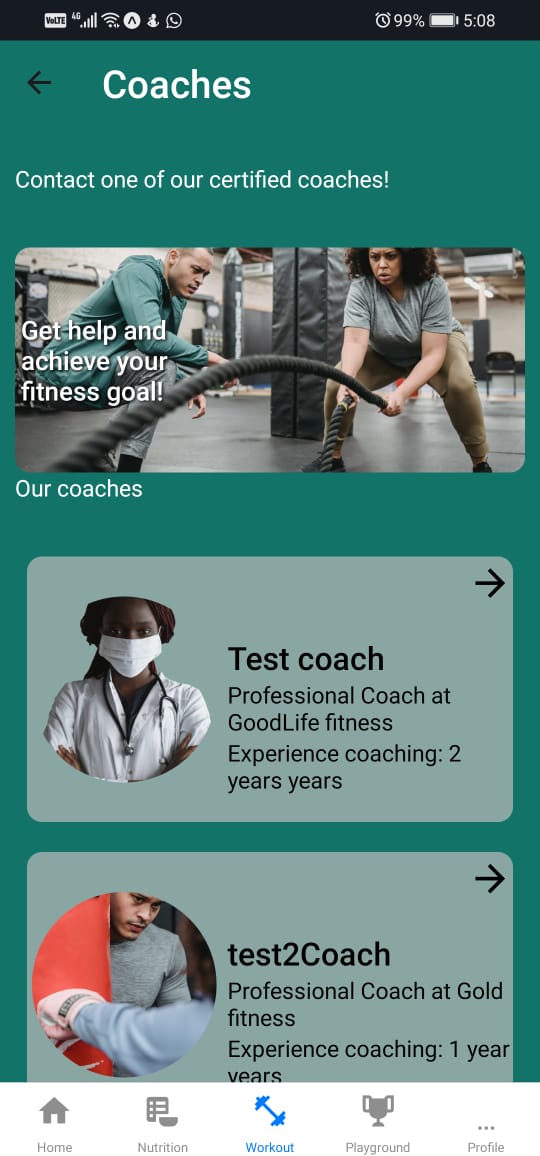 VoLTE 4G 99% 5:08
Coaches
Contact one of our certified coaches!
Get help and
achieve your
fitness goal!
Our coaches
Test coach
Professional Coach at
GoodLife fitness
Experience coaching: 2
years years
test2Coach
Professional Coach at Gold
fitness
Experience coaching: 1 year
years
Home Nutrition Workout Playground Profile